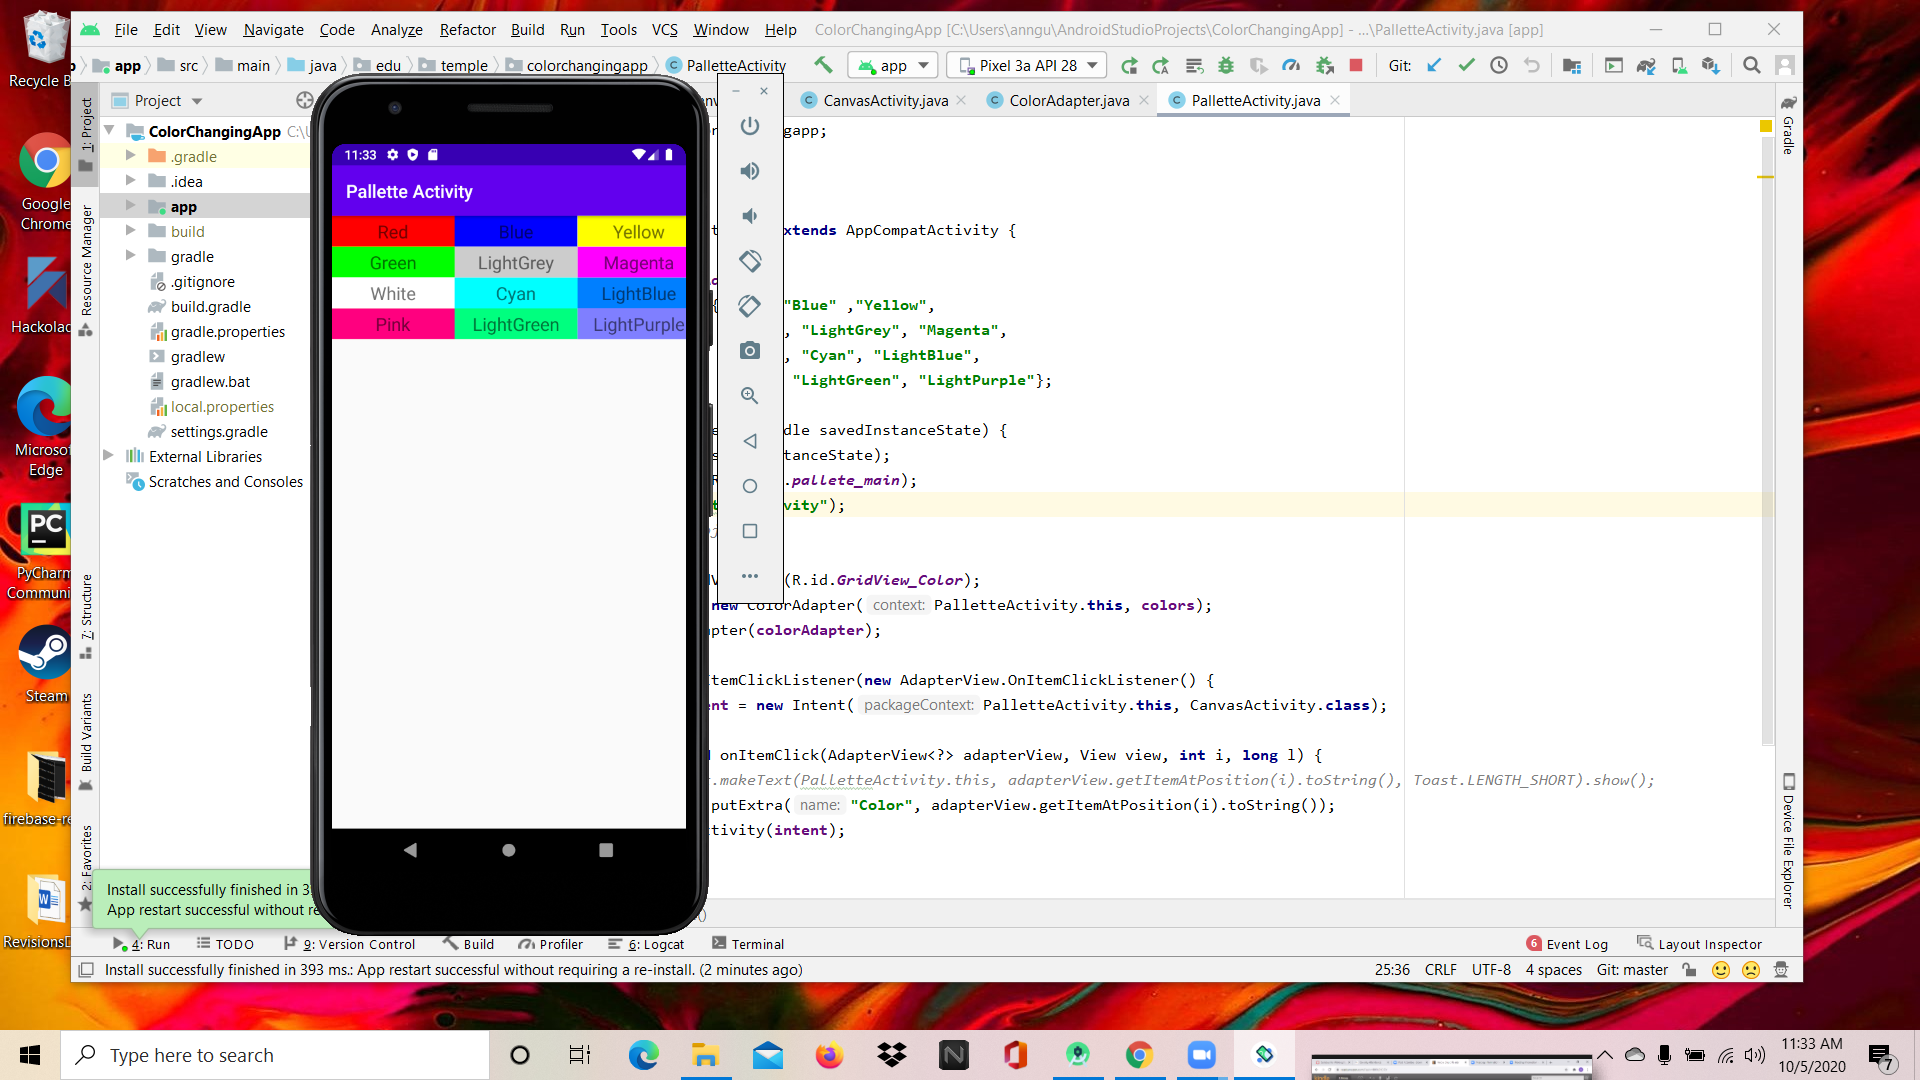 Recycle B
Google
Chrome
Hackolad
Microsof
Edge
PyCharm
Communi
Steam
firebase-re
RevisionsD
File Edit View Navigate Code Analyze Refactor Build Run Tools VCS Window Help ColorChangingApp [C:\Users\anngu\AndroidStudioProjects\ColorChangingApp] - ...\PalletteActivity.java [app]
app src main java edu temple colorchangingapp PalletteActivity app Pixel 3a API 28 Git:
Project
CanvasActivity.java ColorAdapter.java PalletteActivity.java
1: Project
Resource Manager
7: Structure
Build Variants
2: Favorites
ColorChangingApp C:\U
.gradle
.idea
app
build
gradle
.gitignore
build.gradle
gradle.properties
gradlew
gradlew.bat
local.properties
settings.gradle
External Libraries
Scratches and Consoles
11:33
Pallette Activity
Red Blue Yellow
Green LightGrey Magenta
White Cyan LightBlue
Pink LightGreen LightPurple
gapp;
extends AppCompatActivity {
"Blue" ,"Yellow",
, "LightGrey", "Magenta",
, "Cyan", "LightBlue",
"LightGreen", "LightPurple"};
dle savedInstanceState) {
tanceState);
.pallete_main);
vity");
(R.id.GridView_Color);
new ColorAdapter( context: PalletteActivity.this, colors);
pter(colorAdapter);
ItemClickListener(new AdapterView.OnItemClickListener() {
ent = new Intent( packageContext: PalletteActivity.this, CanvasActivity.class);
onItemClick(AdapterView<?> adapterView, View view, int i, long l) {
.makeText(PalletteActivity.this, adapterView.getItemAtPosition(i).toString(), Toast.LENGTH_SHORT).show();
putExtra( name: "Color", adapterView.getItemAtPosition(i).toString());
ctivity(intent);
Gradle
Device File Explorer
Install successfully finished in 3
App restart successful without re
4: Run TODO 9: Version Control Build Profiler 6: Logcat Terminal 6 Event Log Layout Inspector
Install successfully finished in 393 ms.: App restart successful without requiring a re-install. (2 minutes ago) 25:36 CRLF UTF-8 4 spaces Git: master
Type here to search
11:33 AM
10/5/2020
7